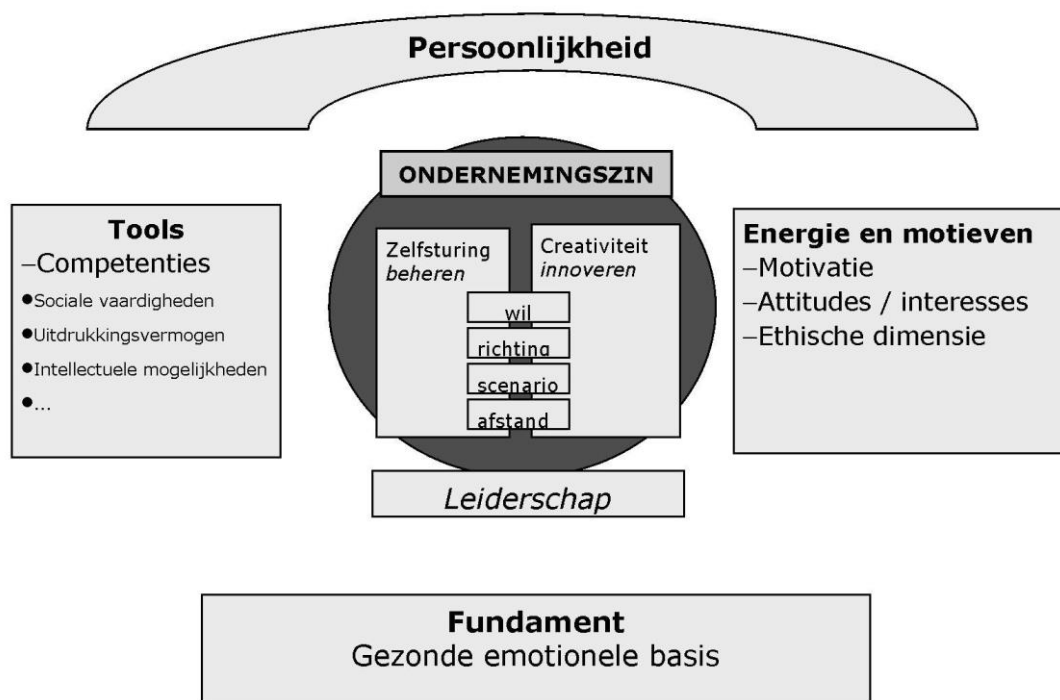 Persoonlijkheid
ONDERNEMINGSZIN
Tools
–Competenties
●Sociale vaardigheden
●Uitdrukkingsvermogen
●Intellectuele mogelijkheden
●...
Zelfsturing
beheren
Creativiteit
innoveren
wil
richting
scenario
afstand
Energie en motieven
–Motivatie
–Attitudes / interesses
–Ethische dimensie
Leiderschap
Fundament
Gezonde emotionele basis